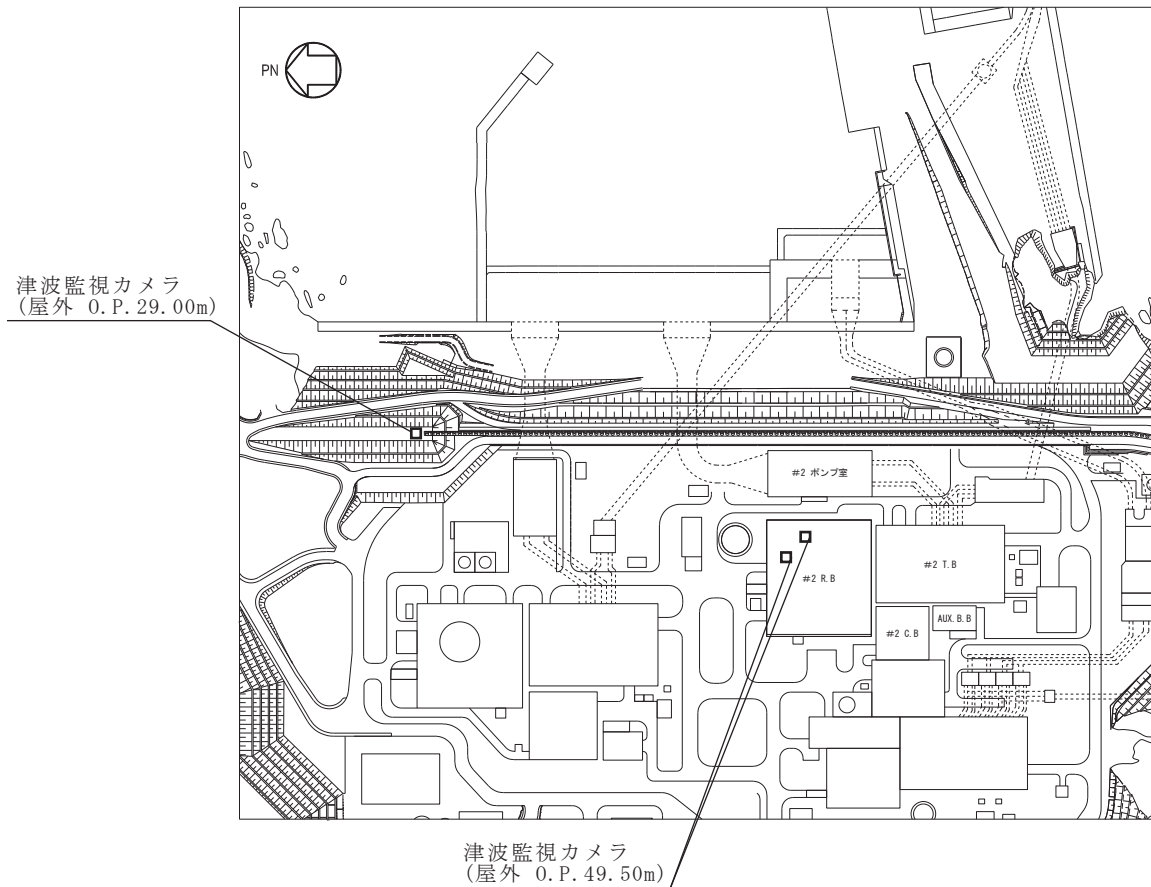 PN
津波監視カメラ
(屋外 O.P.29.00m)
#2 ポンプ室
#2 R.B
#2 T.B
#2 C.B
AUX.B.B
津波監視カメラ
(屋外 O.P.49.50m)